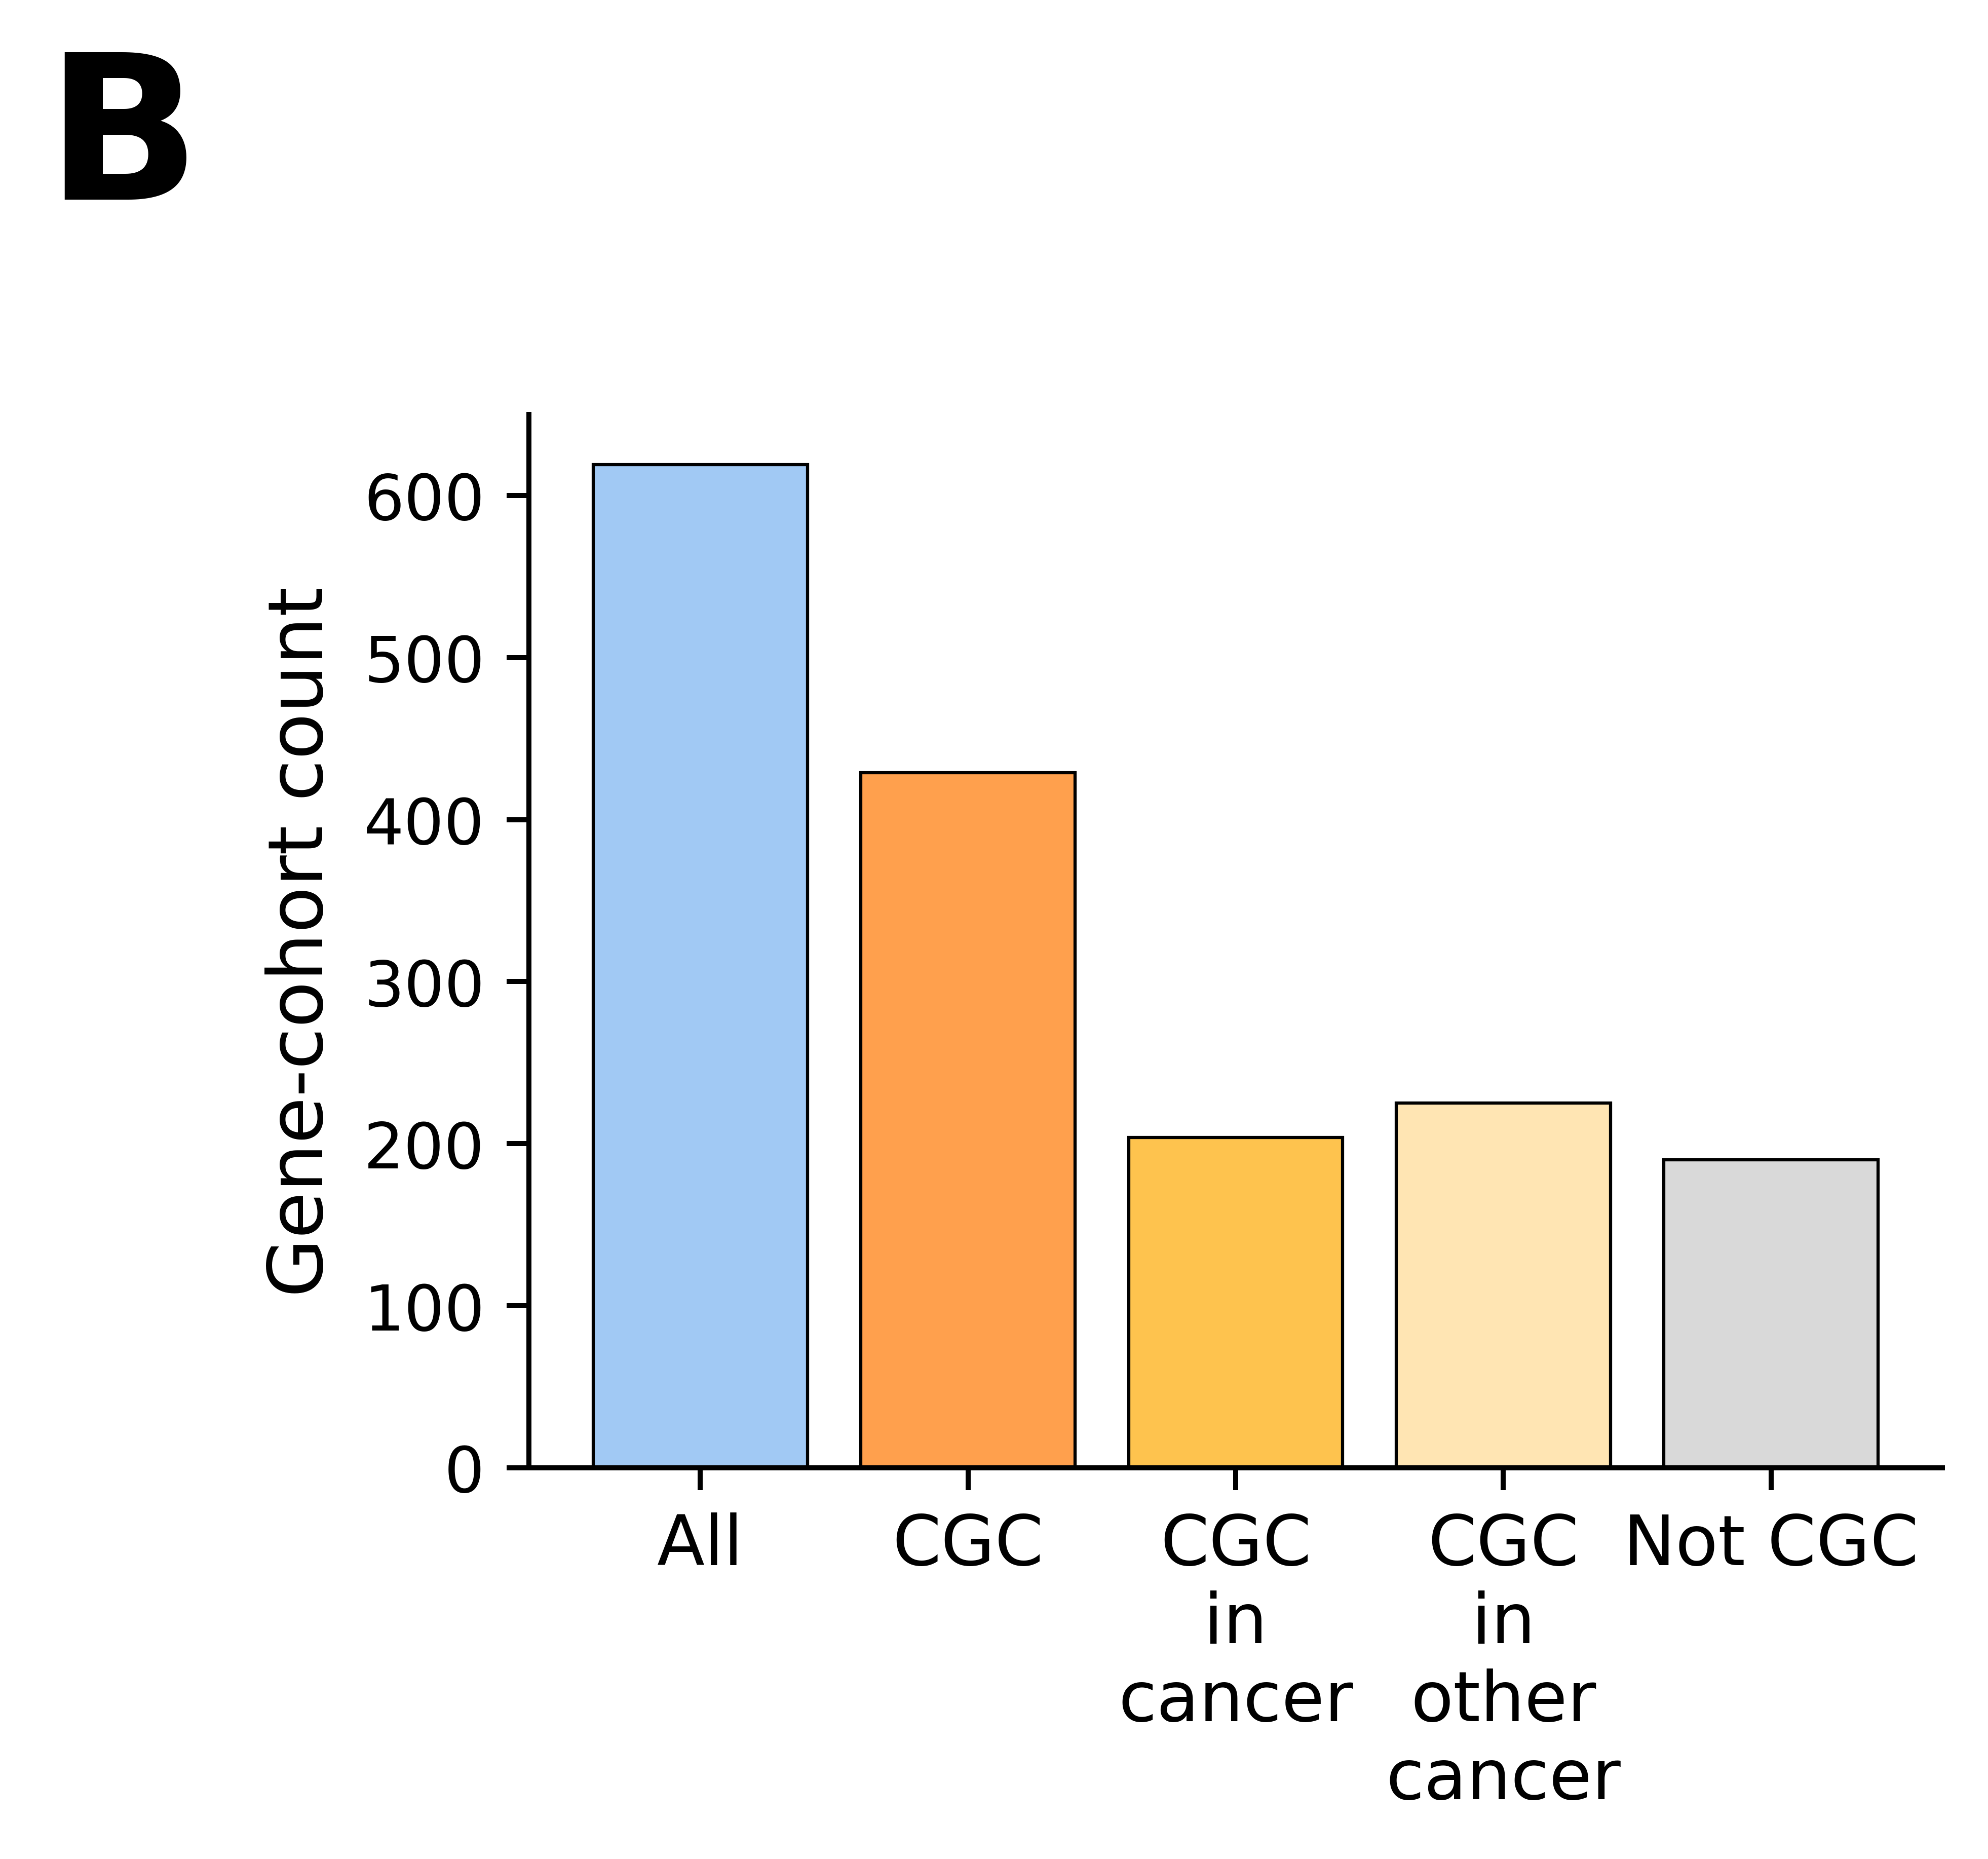 B
Gene-cohort count
600
500
400
300
200
100
0
All
CGC
CGC
in
cancer
CGC
in
other
cancer
Not CGC